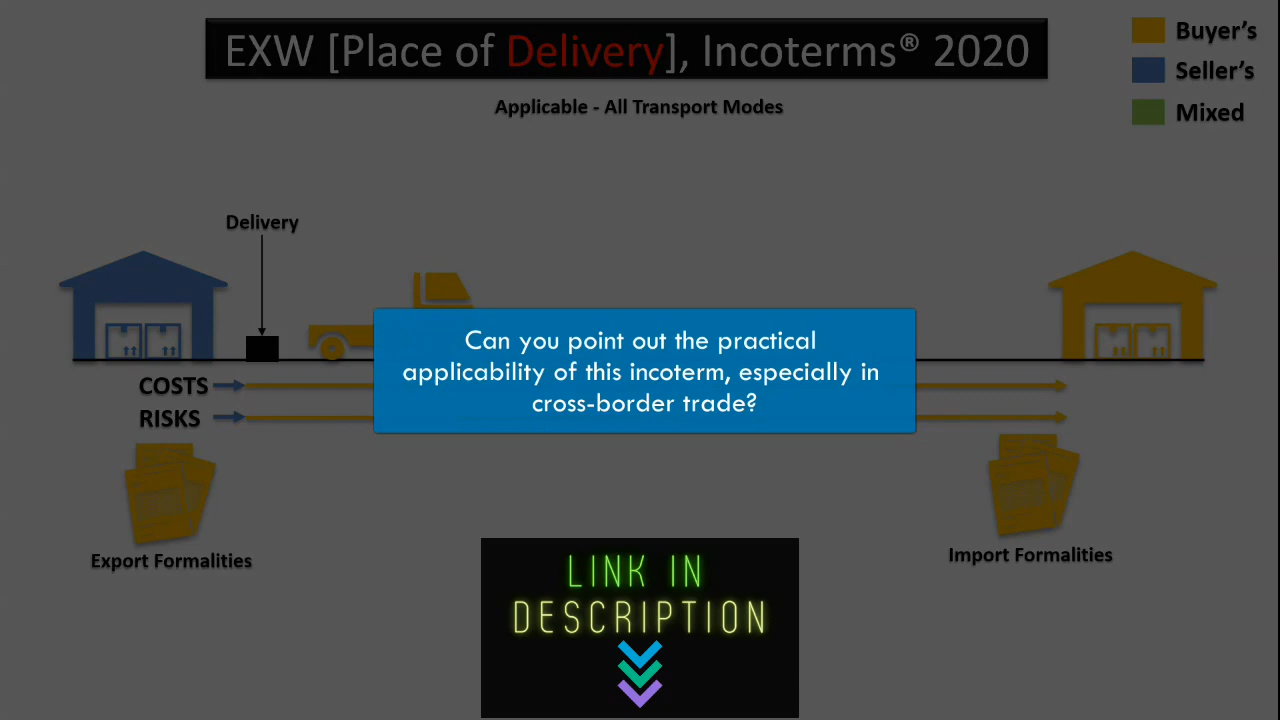 EXW [Place of Delivery], Incoterms® 2020
Buyer's
Seller's
Mixed
Applicable - All Transport Modes
Delivery
Can you point out the practical
applicability of this incoterm, especially in
cross-border trade?
COSTS
RISKS
Export Formalities
Import Formalities
LINK IN
DESCRIPTION